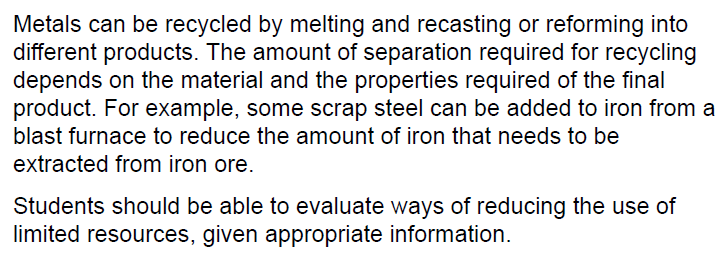 Metals can be recycled by melting and recasting or reforming into
different products. The amount of separation required for recycling
depends on the material and the properties required of the final
product. For example, some scrap steel can be added to iron from a
blast furnace to reduce the amount of iron that needs to be
extracted from iron ore.
Students should be able to evaluate ways of reducing the use of
limited resources, given appropriate information.